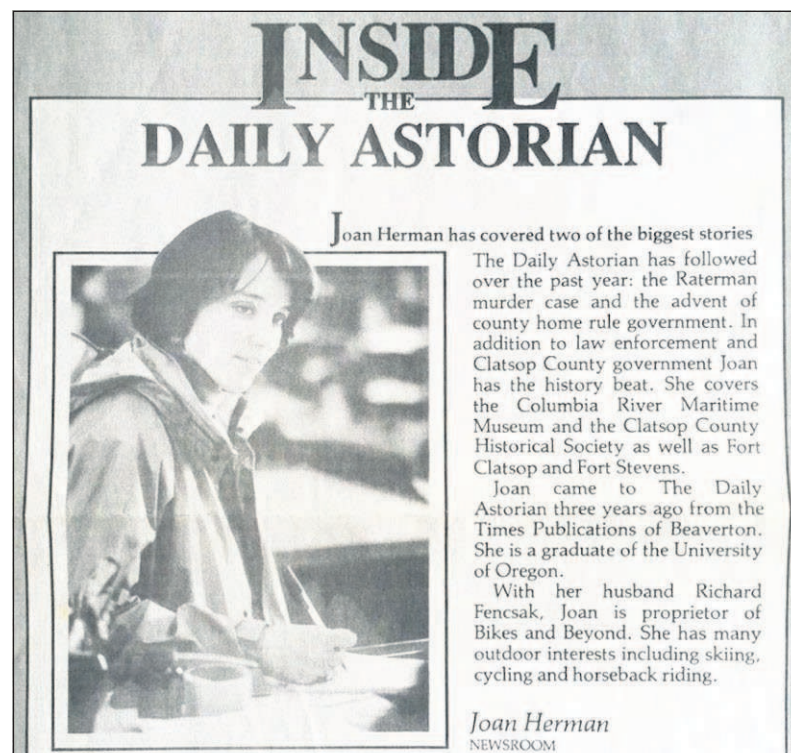 INSIDE
THE
DAILY ASTORIAN
Joan Herman has covered two of the biggest stories
The Daily Astorian has followed
over the past year: the Raterman
murder case and the advent of
county home rule government. In
addition to law enforcement and
Clatsop County government Joan
has the history beat. She covers
the Columbia River Maritime
Museum and the Clatsop County
Historical Society as well as Fort
Clatsop and Fort Stevens.
Joan came to The Daily
Astorian three years ago from the
Times Publications of Beaverton.
She is a graduate of the University
of Oregon.
With her husband Richard
Fencsak, Joan is proprietor of
Bikes and Beyond. She has many
outdoor interests including skiing,
cycling and horseback riding.
Joan Herman
NEWSROOM